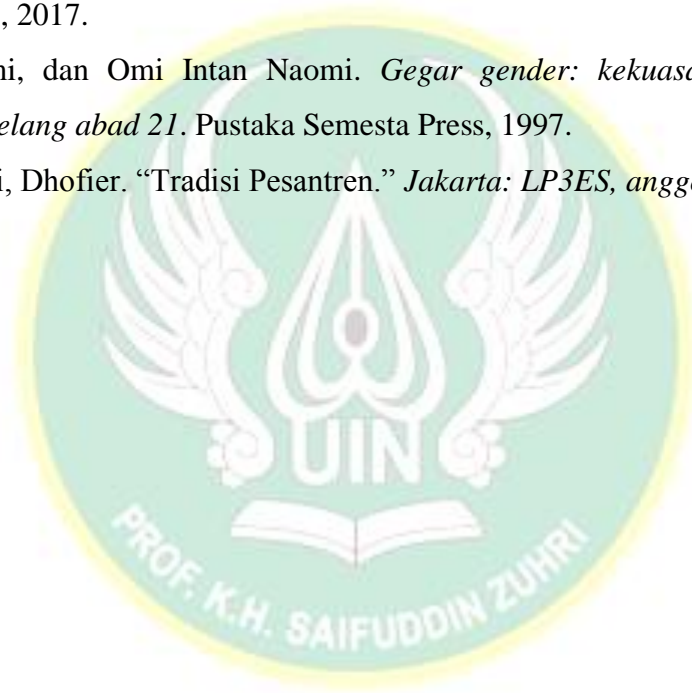 , 2017.
ni, dan Omi Intan Naomi. Gegar gender: kekuasa
elang abad 21. Pustaka Semesta Press, 1997.
i, Dhofier. “Tradisi Pesantren.” Jakarta: LP3ES, angg
UIN
PROF. K.H. SAIFUDDIN ZUHRI